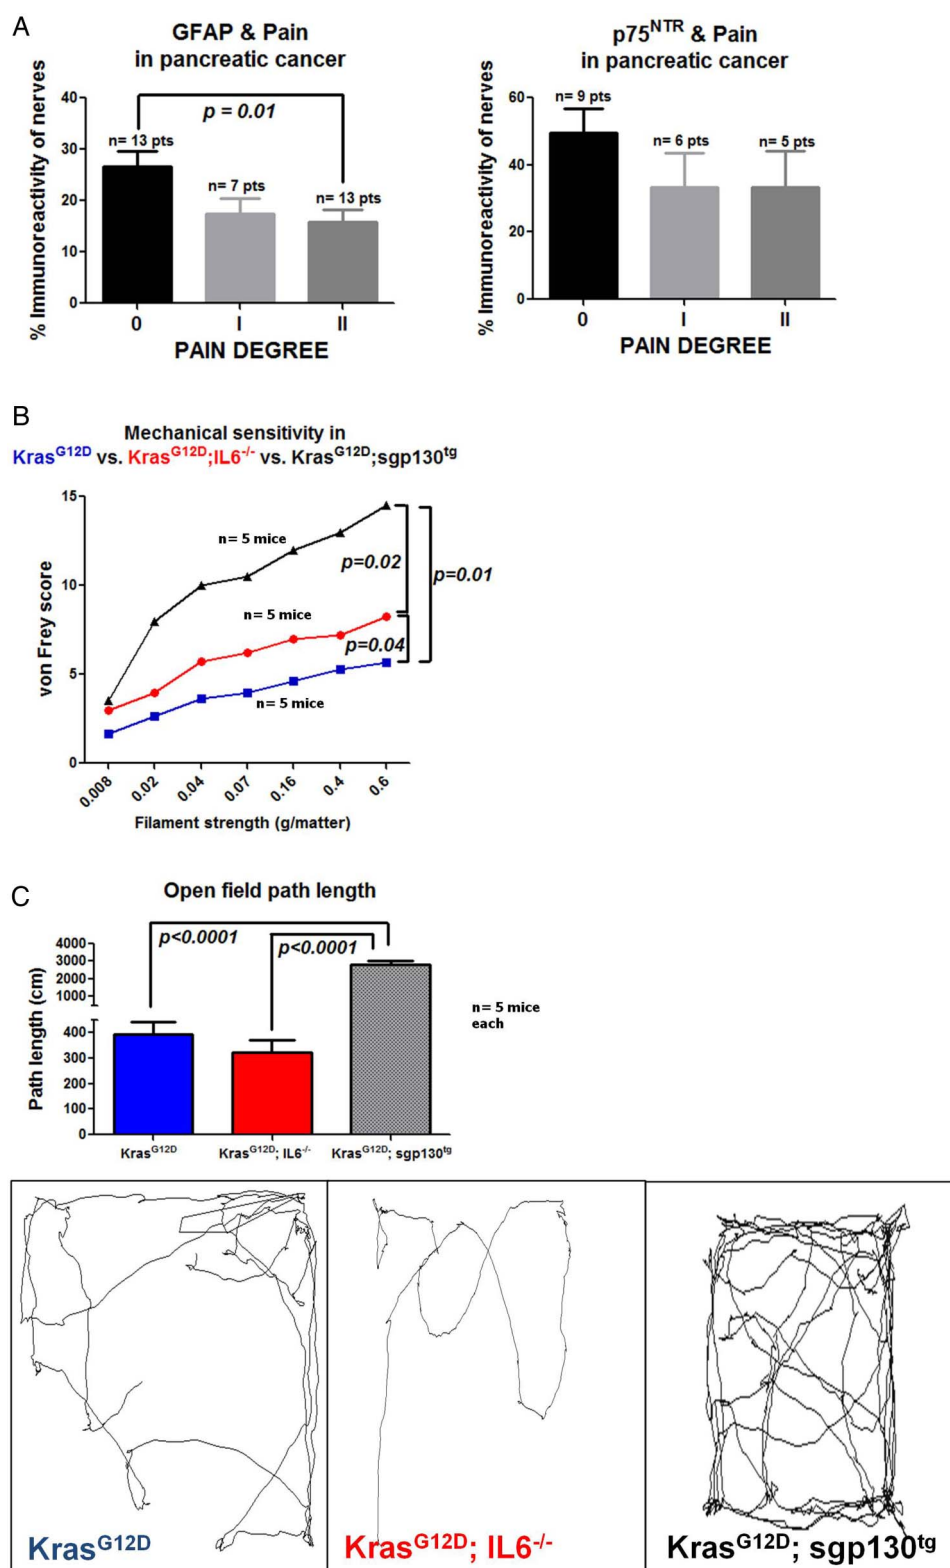 A
GFAP & Pain
in pancreatic cancer
% Immunoreactivity of nerves
40
30
20
10
0
p = 0.01
n= 13 pts
n= 7 pts
n= 13 pts
0 I II
PAIN DEGREE
p75NTR & Pain
in pancreatic cancer
% Immunoreactivity of nerves
60
40
20
0
n= 9 pts
n= 6 pts
n= 5 pts
0 I II
PAIN DEGREE
B
Mechanical sensitivity in
KrasG12D vs. KrasG12D;IL6-/- vs. KrasG12D;sgp130tg
von Frey score
15
10
5
0
n= 5 mice
n= 5 mice
n= 5 mice
p=0.02
p=0.01
p=0.04
0.008 0.02 0.04 0.07 0.16 0.4 0.6
Filament strength (g/matter)
C
Open field path length
p<0.0001
p<0.0001
Path length (cm)
4000
3000
2000
1000
400
300
200
100
0
n= 5 mice
each
KrasG12D KrasG12D; IL6-/- KrasG12D; sgp130tg
KrasG12D
KrasG12D; IL6-/-
KrasG12D; sgp130tg